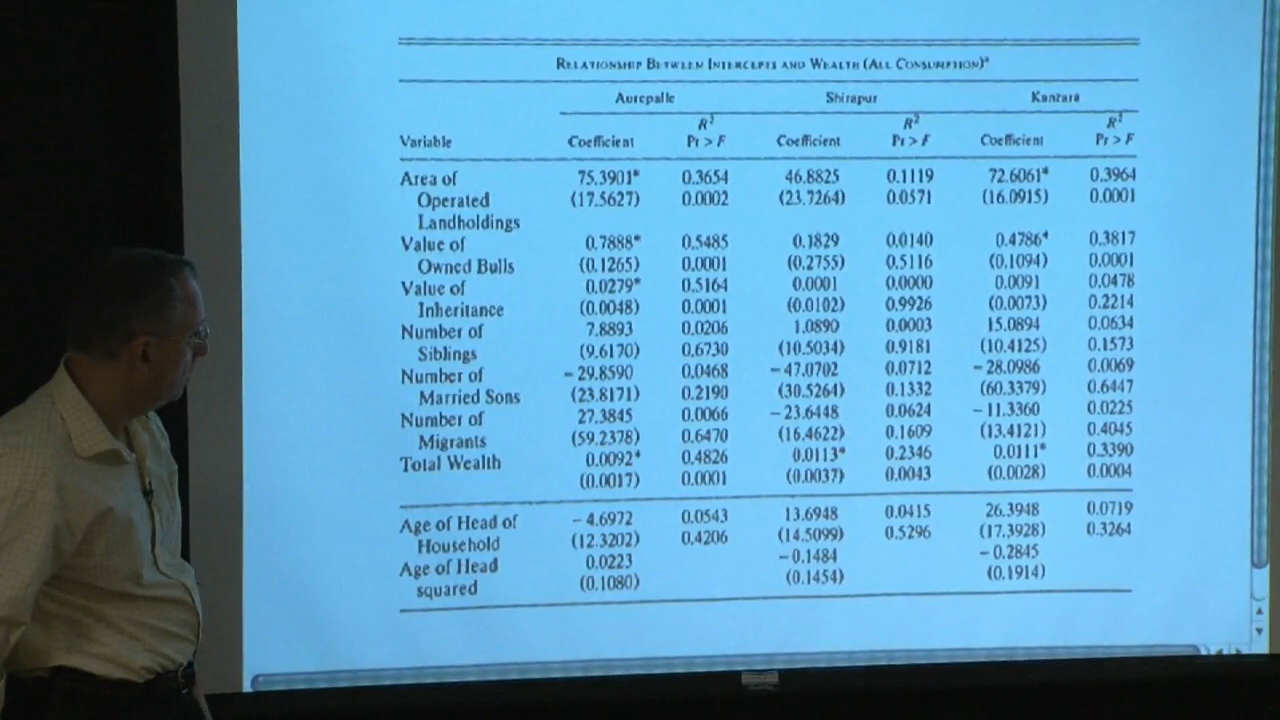 RELATIONSHIP BETWEEN INTERCEPTS AND WEALTH (ALL CONSUMPTION)ᵃ
Aurepalle Shirapur Kanzara
R² R² R²
Variable Coefficient Pr > F Coefficient Pr > F Coefficient Pr > F
Area of 75.3901* 0.3654 46.8825 0.1119 72.6061* 0.3964
Operated (17.5627) 0.0002 (23.7264) 0.0571 (16.0915) 0.0001
Landholdings
Value of 0.7888* 0.5485 0.1829 0.0140 0.4786* 0.3817
Owned Bulls (0.1265) 0.0001 (0.2755) 0.5116 (0.1094) 0.0001
Value of 0.0279* 0.5164 0.0001 0.0000 0.0091 0.0478
Inheritance (0.0048) 0.0001 (0.0102) 0.9926 (0.0073) 0.2214
Number of 7.8893 0.0206 1.0890 0.0003 15.0894 0.0634
Siblings (9.6170) 0.6730 (10.5034) 0.9181 (10.4125) 0.1573
Number of -29.8590 0.0468 -47.0702 0.0712 -28.0986 0.0069
Married Sons (23.8171) 0.2190 (30.5264) 0.1332 (60.3379) 0.6447
Number of 27.3845 0.0066 -23.6448 0.0624 -11.3360 0.0225
Migrants (59.2378) 0.6470 (16.4622) 0.1609 (13.4121) 0.4045
Total Wealth 0.0092* 0.4826 0.0113* 0.2346 0.0111* 0.3390
(0.0017) 0.0001 (0.0037) 0.0043 (0.0028) 0.0004
Age of Head of -4.6972 0.0543 13.6948 0.0415 26.3948 0.0719
Household (12.3202) 0.4206 (14.5099) 0.5296 (17.3928) 0.3264
Age of Head 0.0223 -0.1484 -0.2845
squared (0.1080) (0.1454) (0.1914)